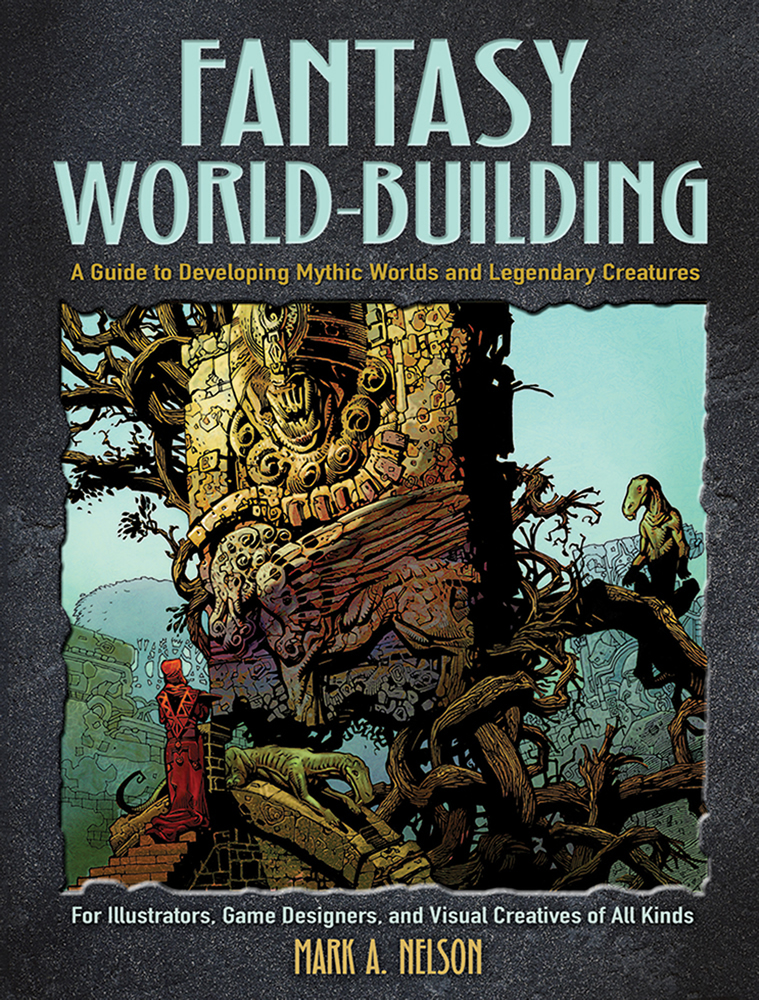 FANTASY
WORLD-BUILDING
A Guide to Developing Mythic Worlds and Legendary Creatures
For Illustrators, Game Designers, and Visual Creatives of All Kinds
MARK A. NELSON